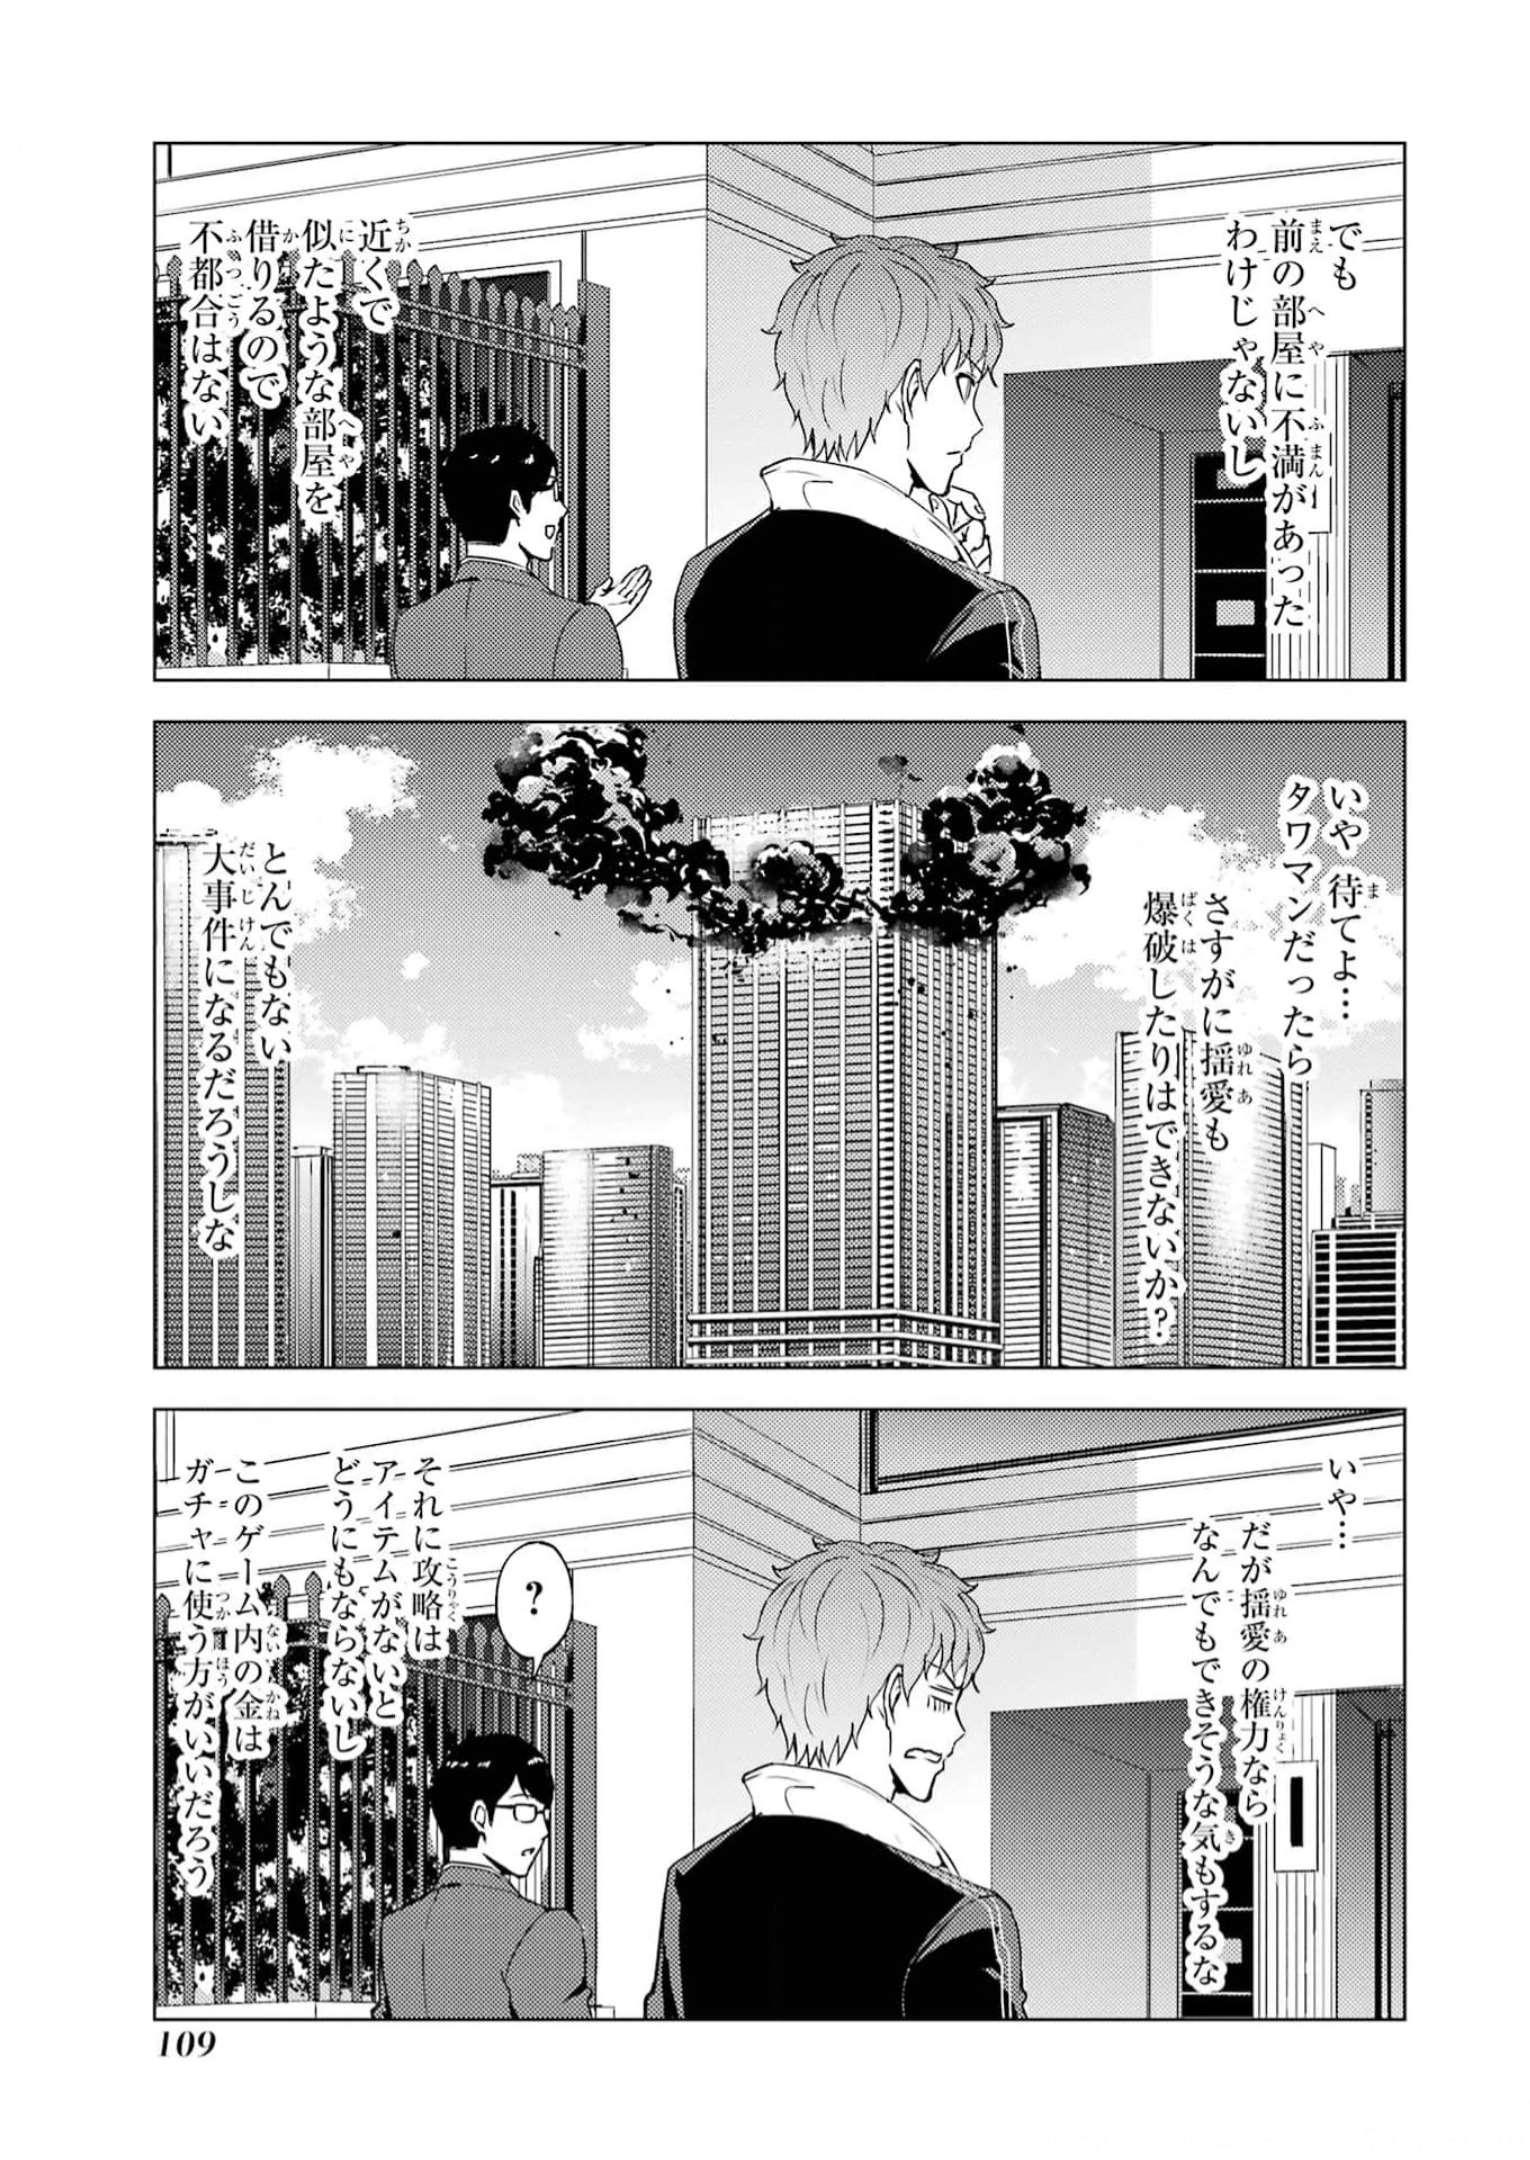 でも
前の部屋に不満があった
わけじゃないし
近くで
似たような部屋を
借りるので
不都合はない
いや 待てよ…
タワマンだったら
さすがに揺愛も
爆破したりはできないか？
とんでもない
大事件になるだろうしな
いや…
だが揺愛の権力なら
なんでもできそうな気もするな
?
それに攻略は
アイテムがないと
どうにもならないし
このゲーム内の金は
ガチャに使う方がいいだろう
109